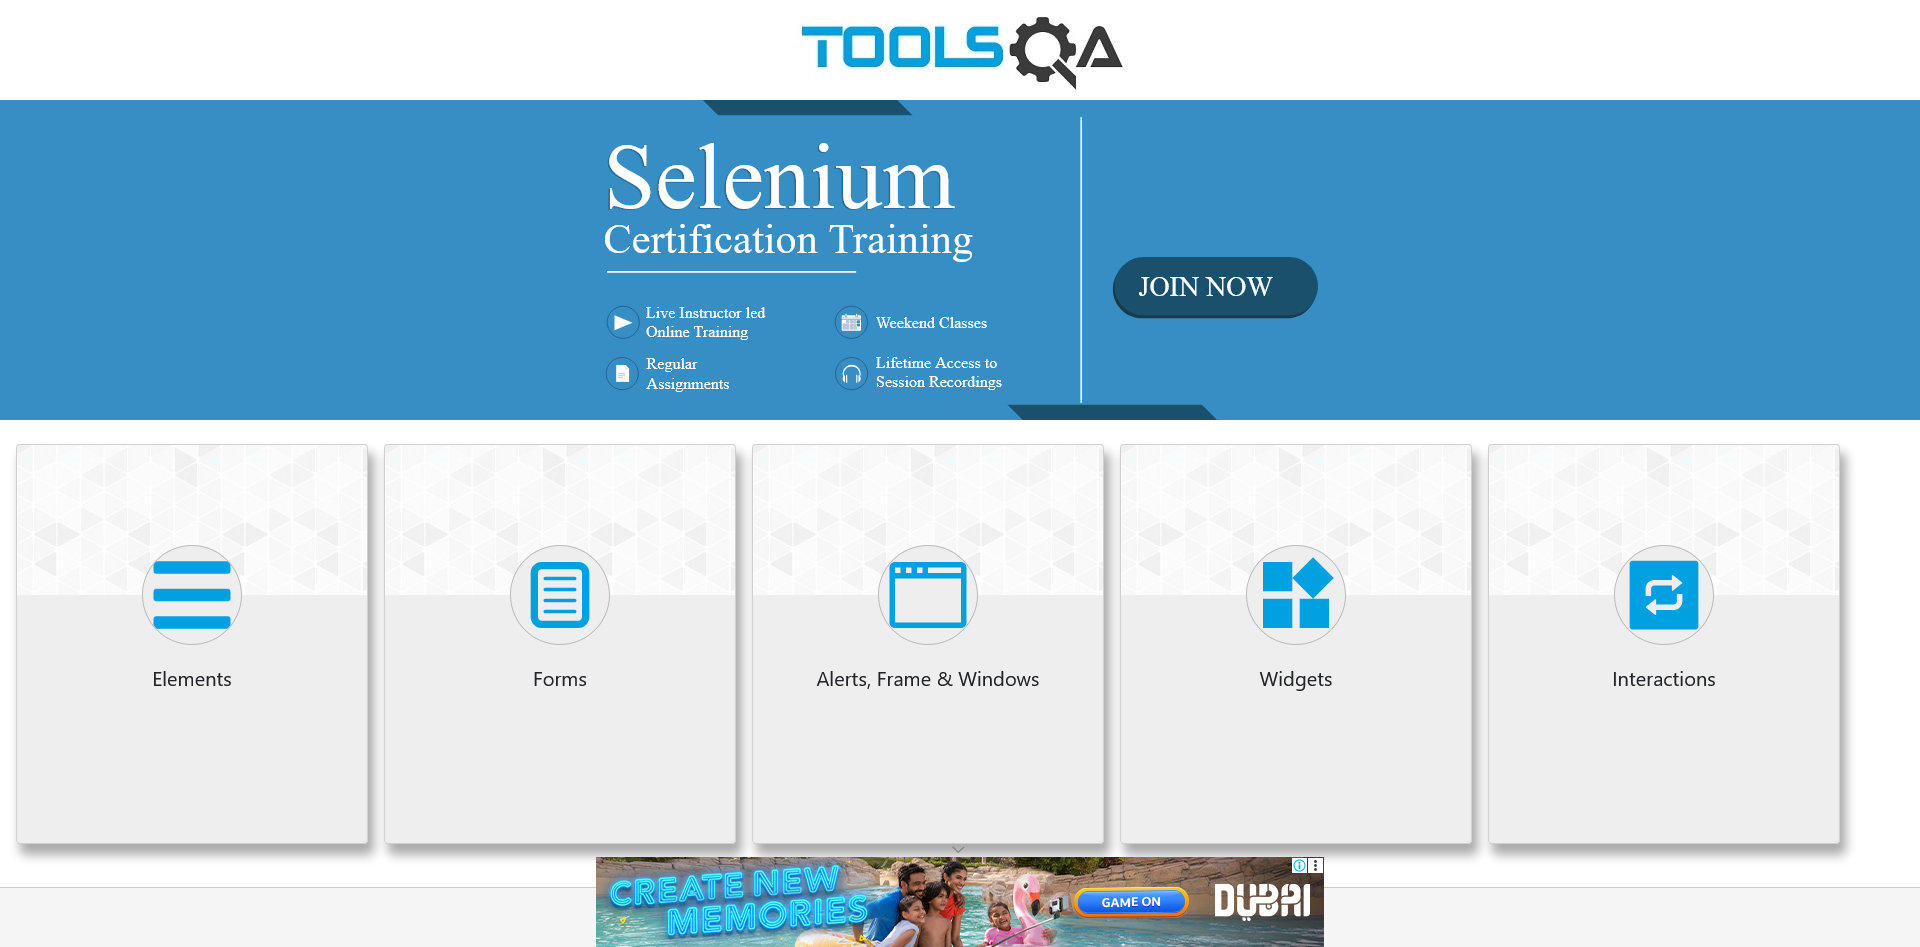 TOOLSQA
Selenium
Certification Training
JOIN NOW
Live Instructor led
Online Training
Weekend Classes
Regular
Assignments
Lifetime Access to
Session Recordings
Elements
Forms
Alerts, Frame & Windows
Widgets
Interactions
CREATE NEW
MEMORIES
GAME ON
DUBAI